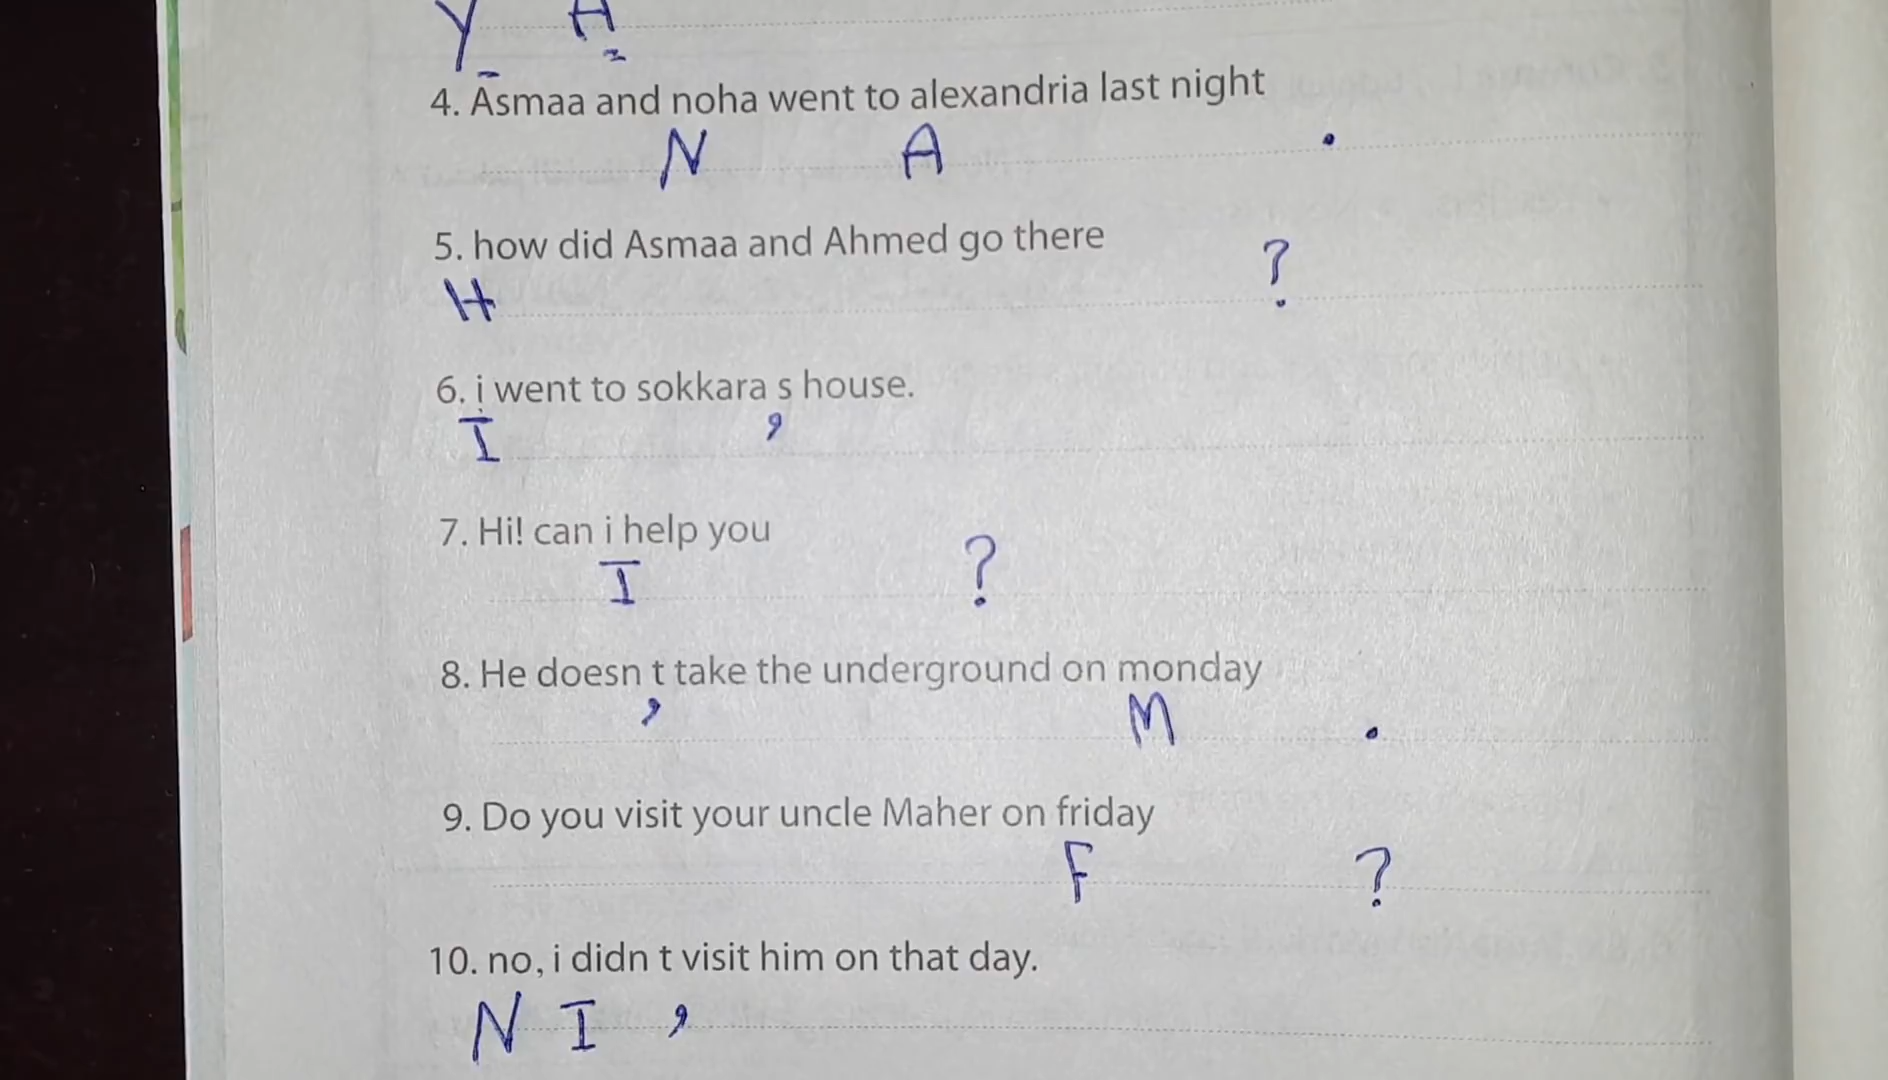 Y A
4. Asmaa and noha went to alexandria last night
N A .
5. how did Asmaa and Ahmed go there
H ?
6. i went to sokkara s house.
I ,
7. Hi! can i help you
I ?
8. He doesn t take the underground on monday
, M .
9. Do you visit your uncle Maher on friday
F ?
10. no, i didn t visit him on that day.
N I ,